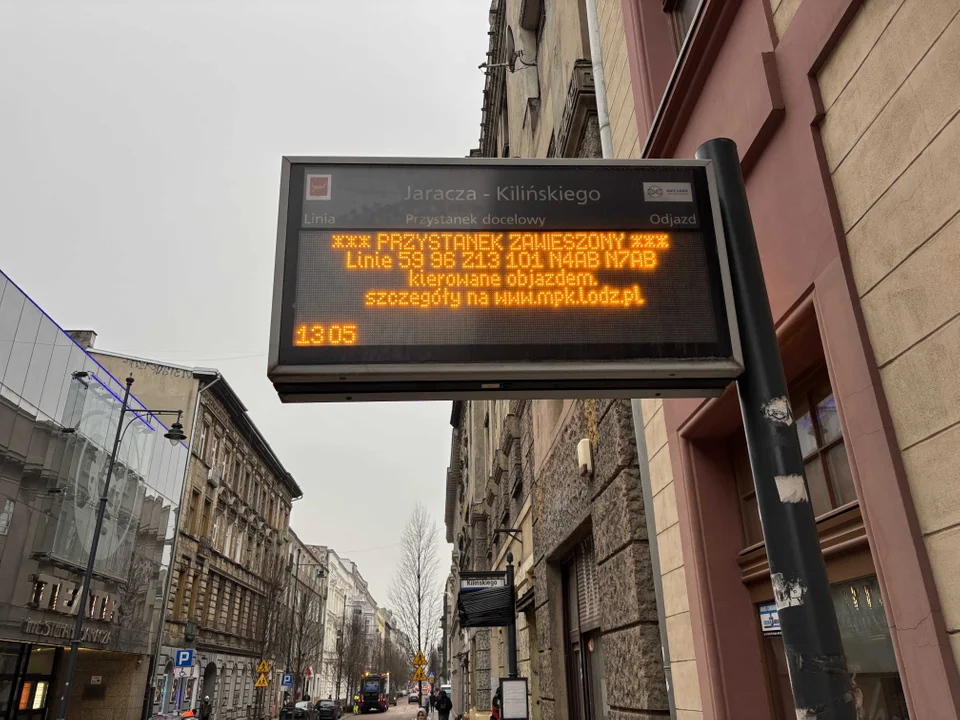 Jaracza - Kilińskiego
Linia Przystanek docelowy Odjazd
*** PRZYSTANEK ZAWIESZONY ***
Linie 59 96 Z13 101 N4AB N7AB
kierowane objazdem.
szczegóły na www.mpk.lodz.pl
13 05
Kilińskiego
P